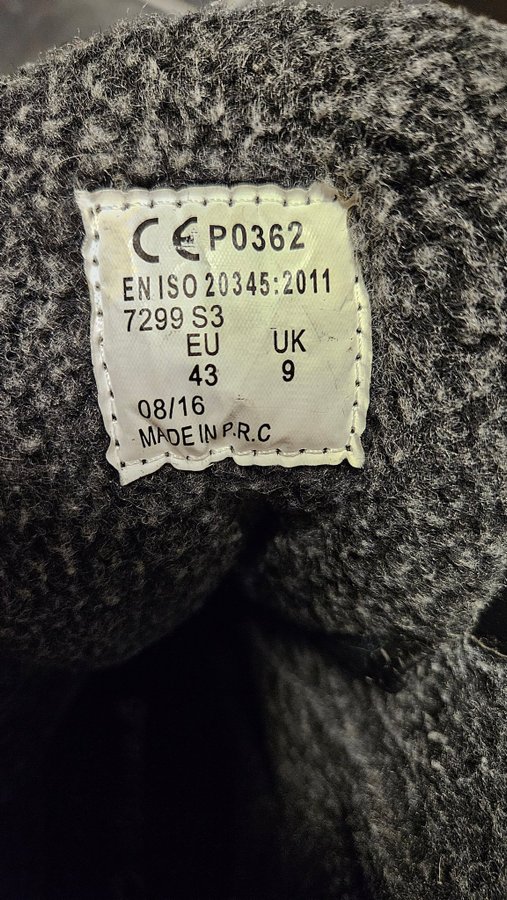 CE P0362
EN ISO 20345:2011
7299 S3
EU UK
43 9
08/16
MADE IN P.R.C